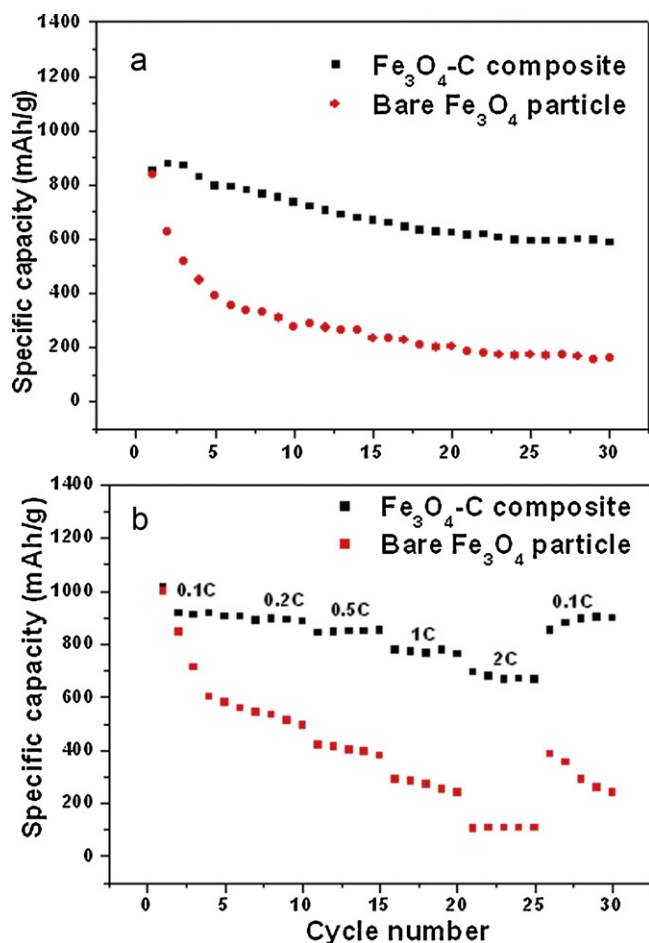 1400
1200
1000
800
600
400
200
0
Specific capacity (mAh/g)
a
Fe₃O₄-C composite
Bare Fe₃O₄ particle
0 5 10 15 20 25 30
1400
1200
1000
800
600
400
200
0
Specific capacity (mAh/g)
b
Fe₃O₄-C composite
Bare Fe₃O₄ particle
0.1C
0.2C
0.5C
1C
2C
0.1C
0 5 10 15 20 25 30
Cycle number